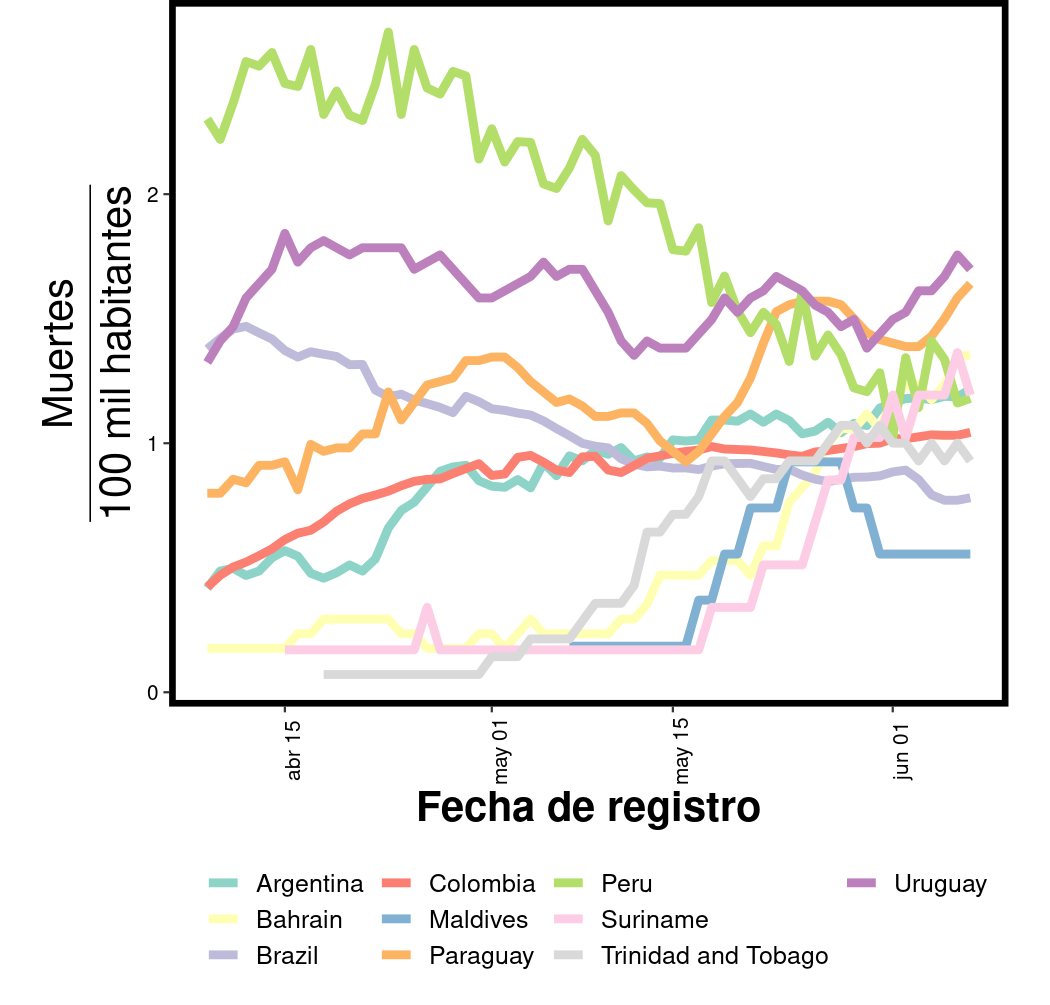 Muertes
100 mil habitantes
2
1
0
abr 15
may 01
may 15
jun 01
Fecha de registro
Argentina
Colombia
Peru
Uruguay
Bahrain
Maldives
Suriname
Brazil
Paraguay
Trinidad and Tobago